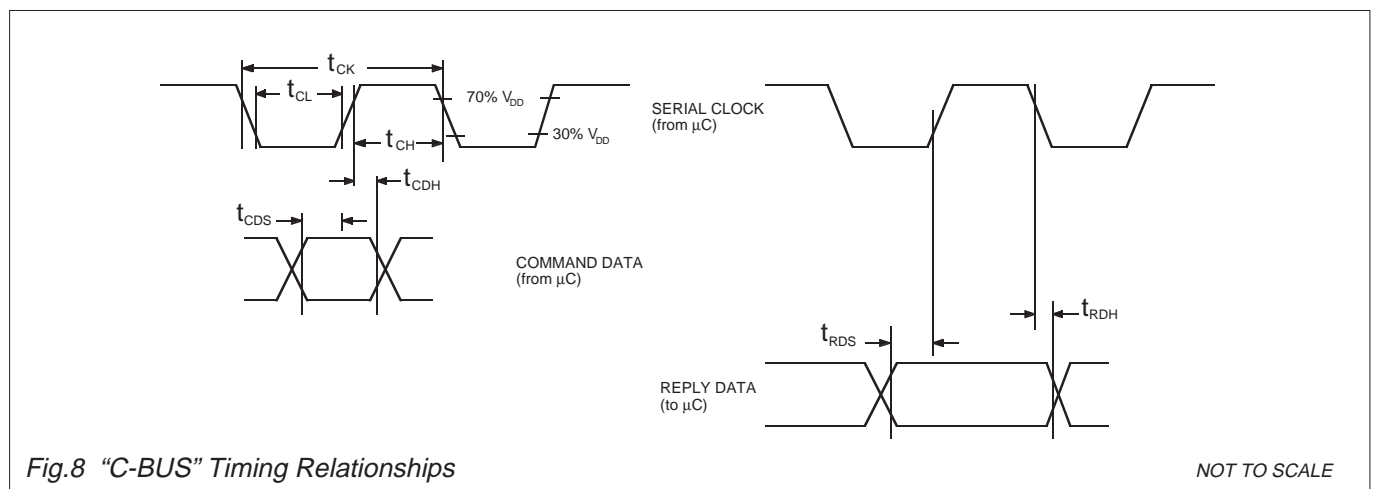 tCK
tCL
70% VDD
30% VDD
tCH
tCDH
tCDS
SERIAL CLOCK
(from µC)
COMMAND DATA
(from µC)
tRDS
tRDH
REPLY DATA
(to µC)
Fig.8 “C-BUS” Timing Relationships
NOT TO SCALE